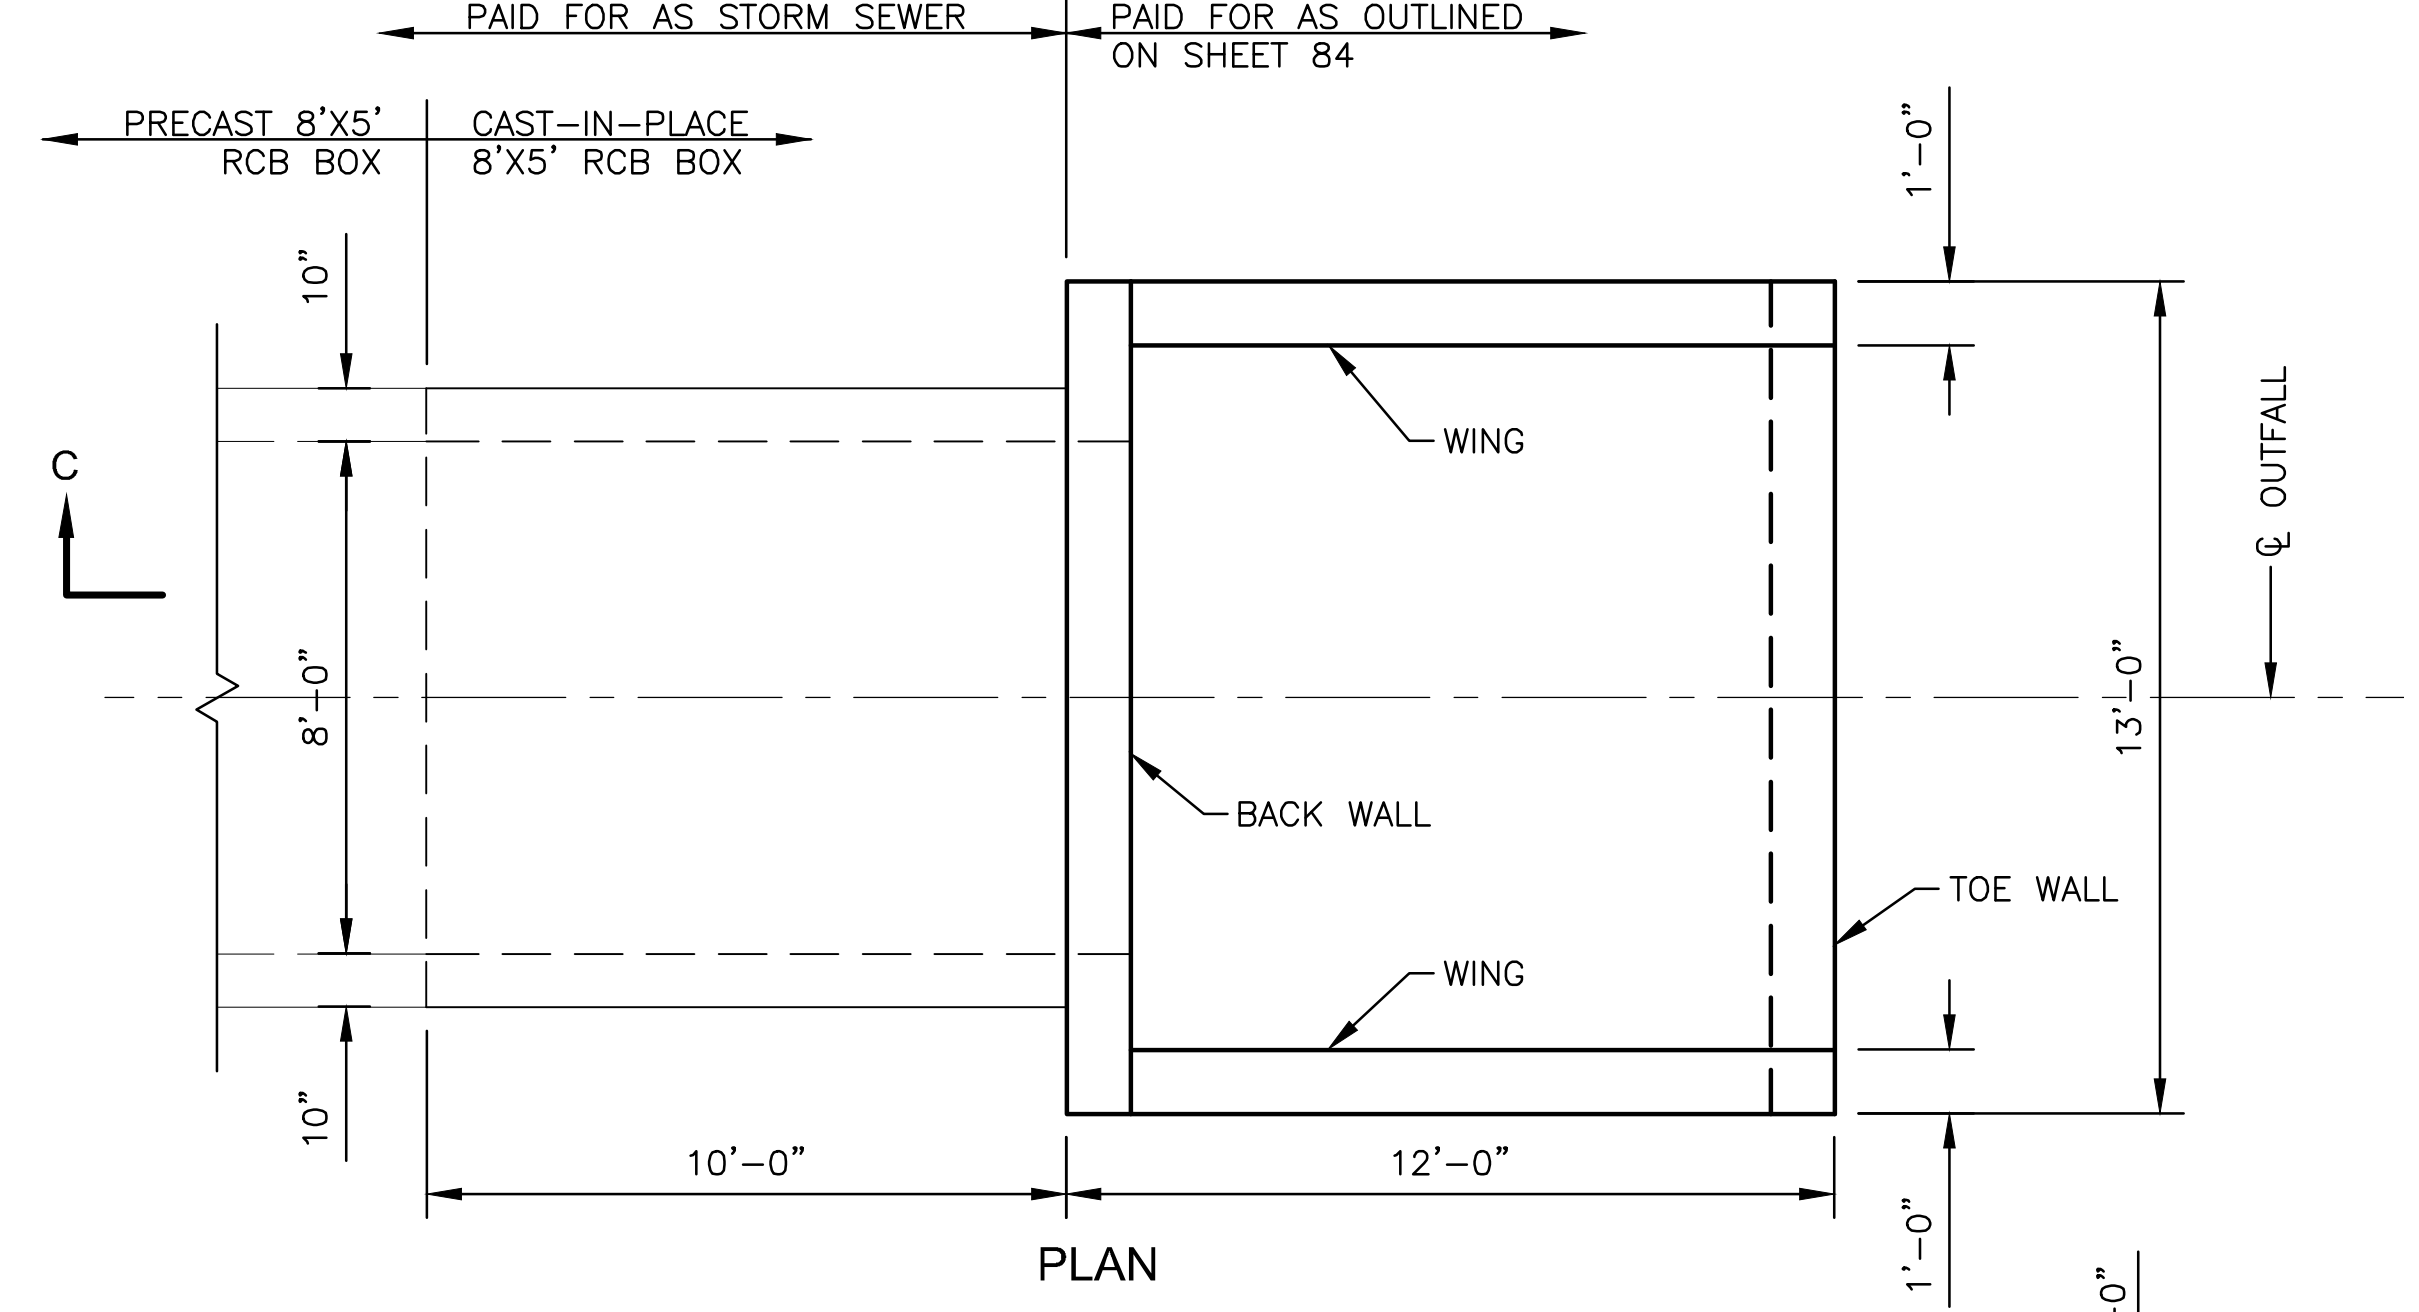 PAID FOR AS STORM SEWER
PAID FOR AS OUTLINED
ON SHEET 84
PRECAST 8'X5'
RCB BOX
CAST-IN-PLACE
8'X5' RCB BOX
1'-0"
10"
C
WING
℄ OUTFALL
8'-0"
13'-0"
BACK WALL
TOE WALL
WING
10"
10'-0"
12'-0"
1'-0"
PLAN
-0"